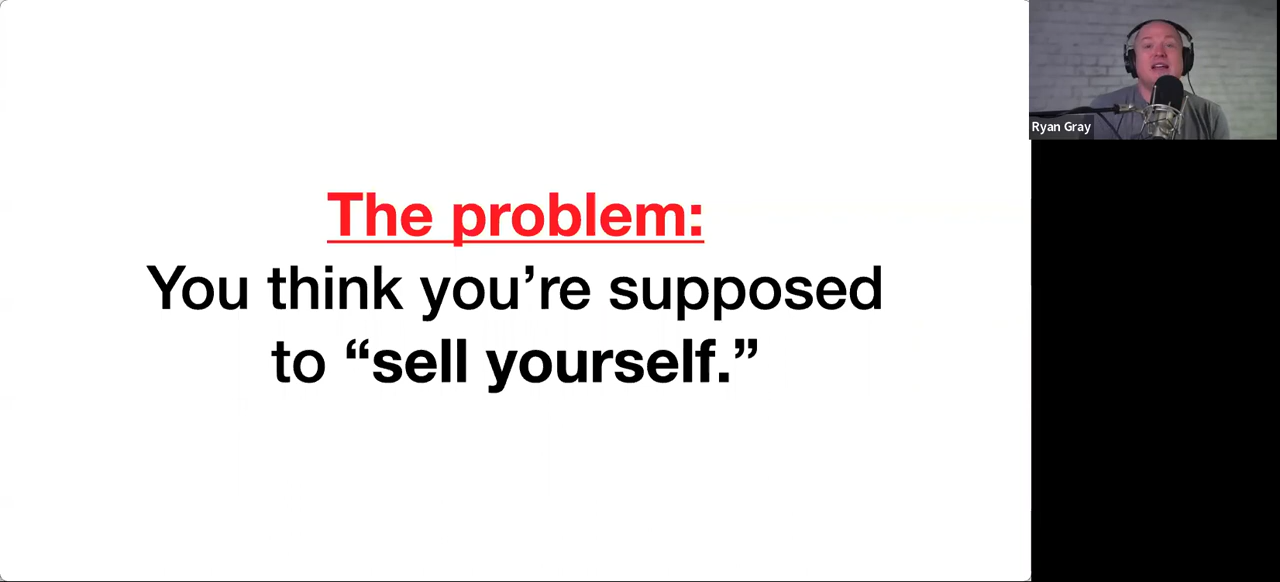 The problem:
You think you’re supposed
to “sell yourself.”
Ryan Gray